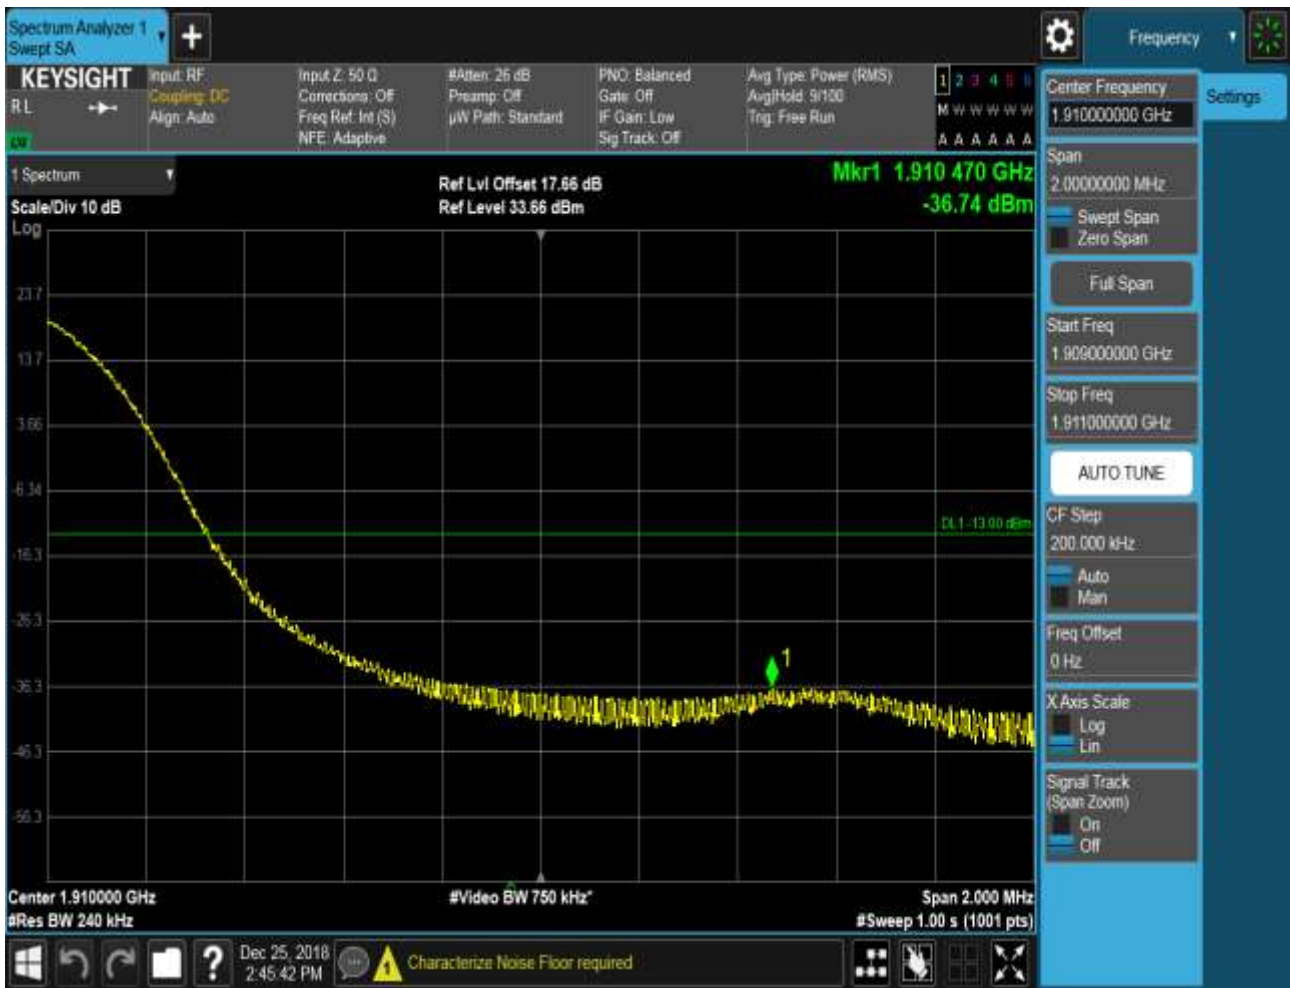 Spectrum Analyzer 1
Swept SA
Frequency
KEYSIGHT
R L
Input: RF
Coupling: DC
Align: Auto
Input Z: 50 Ω
Corrections: Off
Freq Ref: Int (S)
NFE: Adaptive
#Atten: 26 dB
Preamp: Off
µW Path: Standard
PNO: Balanced
Gate: Off
IF Gain: Low
Sig Track: Off
Avg Type: Power (RMS)
Avg|Hold: 9/100
Trig: Free Run
1 2 3 4 5 6
M W W W W W
A A A A A A
1 Spectrum
Scale/Div 10 dB
Log
Ref Lvl Offset 17.66 dB
Ref Level 33.66 dBm
Mkr1 1.910 470 GHz
-36.74 dBm
23.7
13.7
3.66
-6.34
-16.3
-26.3
-36.3
-46.3
-56.3
DL1 -13.00 dBm
1
Center 1.910000 GHz
#Res BW 240 kHz
#Video BW 750 kHz*
Span 2.000 MHz
#Sweep 1.00 s (1001 pts)
Center Frequency
1.910000000 GHz
Settings
Span
2.00000000 MHz
Swept Span
Zero Span
Full Span
Start Freq
1.909000000 GHz
Stop Freq
1.911000000 GHz
AUTO TUNE
CF Step
200.000 kHz
Auto
Man
Freq Offset
0 Hz
X Axis Scale
Log
Lin
Signal Track
(Span Zoom)
On
Off
?
Dec 25, 2018
2:45:42 PM
1
Characterize Noise Floor required